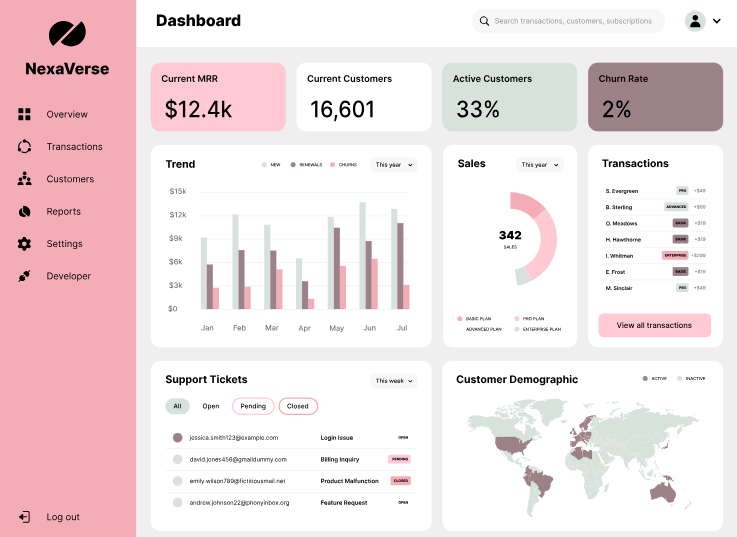 NexaVerse
Overview
Transactions
Customers
Reports
Settings
Developer
Log out
Dashboard
Search transactions, customers, subscriptions
Current MRR
$12.4k
Current Customers
16,601
Active Customers
33%
Churn Rate
2%
Trend
NEW RENEWALS CHURNS
This year
$15k
$12k
$9k
$6k
$3k
$0
Jan Feb Mar Apr May Jun Jul
Sales
This year
342
SALES
BASIC PLAN PRO PLAN
ADVANCED PLAN ENTERPRISE PLAN
Transactions
S. Evergreen PRO +$49
B. Sterling ADVANCED +$99
O. Meadows BASIC +$19
H. Hawthorne BASIC +$19
I. Whitman ENTERPRISE +$299
E. Frost BASIC +$19
M. Sinclair PRO +$49
View all transactions
Support Tickets
This week
All Open Pending Closed
jessica.smith123@example.com Login Issue OPEN
david.jones456@gmaildummy.com Billing Inquiry PENDING
emily.wilson789@fictitiousmail.net Product Malfunction CLOSED
andrew.johnson22@phonyinbox.org Feature Request OPEN
Customer Demographic
ACTIVE INACTIVE